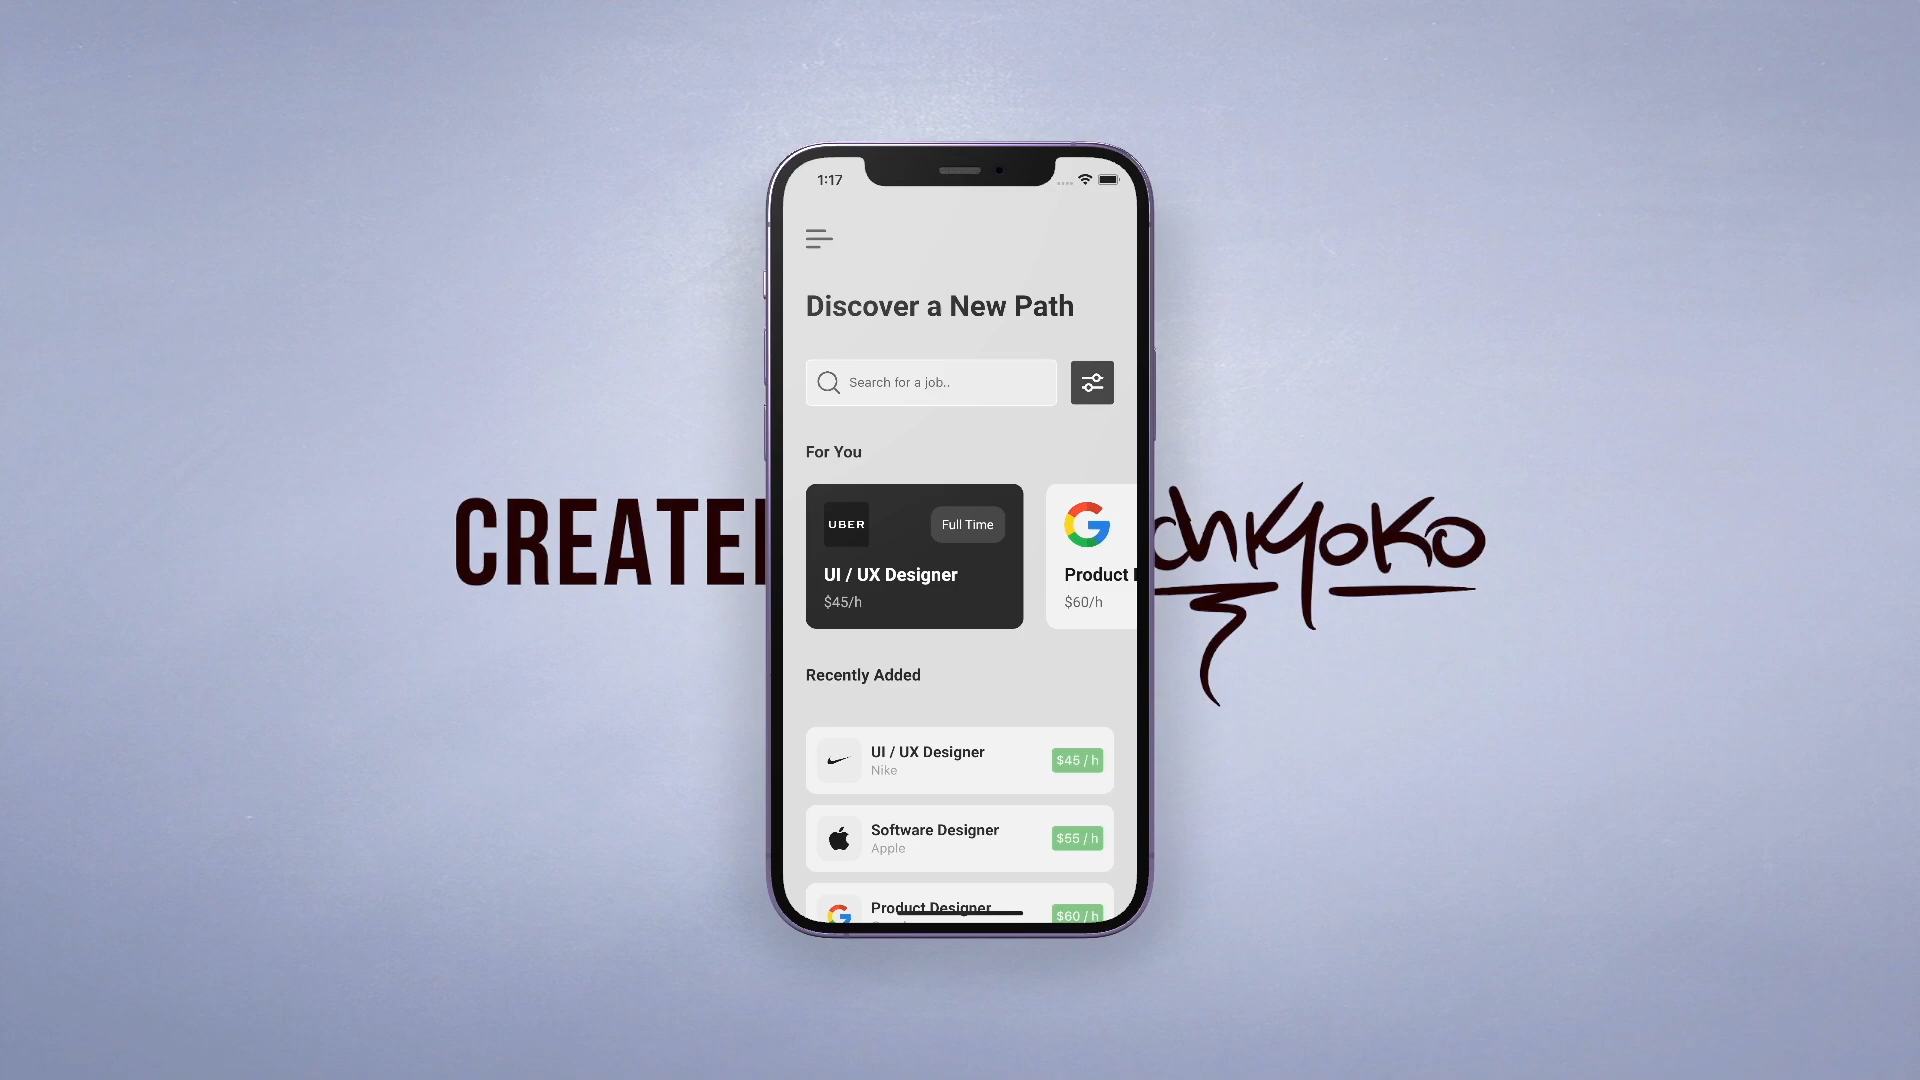 1:17
Discover a New Path
Search for a job..
For You
UBER
Full Time
UI / UX Designer
$45/h
Product
$60/h
CREATE
Recently Added
UI / UX Designer
Nike
$45 / h
Software Designer
Apple
$55 / h
Product Designer
$60 / h